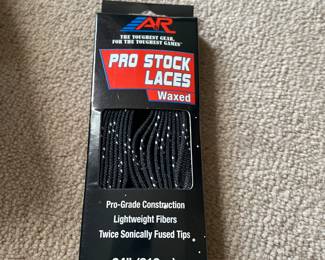 AR
THE TOUGHEST GEAR,
FOR THE TOUGHEST GAMES
PRO STOCK
LACES
Waxed
Pro-Grade Construction
Lightweight Fibers
Twice Sonically Fused Tips